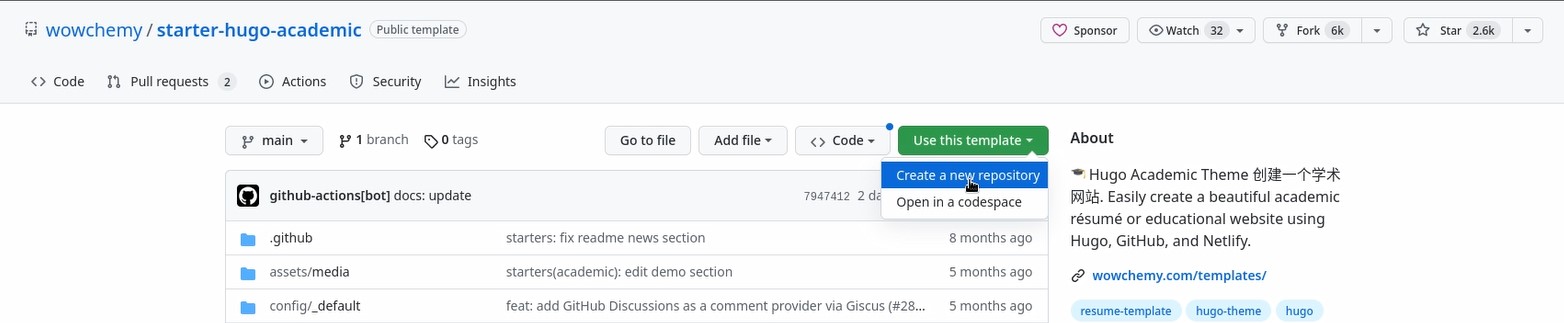 wowchemy / starter-hugo-academic Public template
Sponsor Watch 32 Fork 6k Star 2.6k
Code Pull requests 2 Actions Security Insights
main 1 branch 0 tags Go to file Add file Code Use this template
Create a new repository
Open in a codespace
github-actions[bot] docs: update 7947412 2 da
.github starters: fix readme news section 8 months ago
assets/media starters(academic): edit demo section 5 months ago
config/_default feat: add GitHub Discussions as a comment provider via Giscus (#28... 5 months ago
About
🎓 Hugo Academic Theme 创建一个学术
网站. Easily create a beautiful academic
résumé or educational website using
Hugo, GitHub, and Netlify.
wowchemy.com/templates/
resume-template hugo-theme hugo